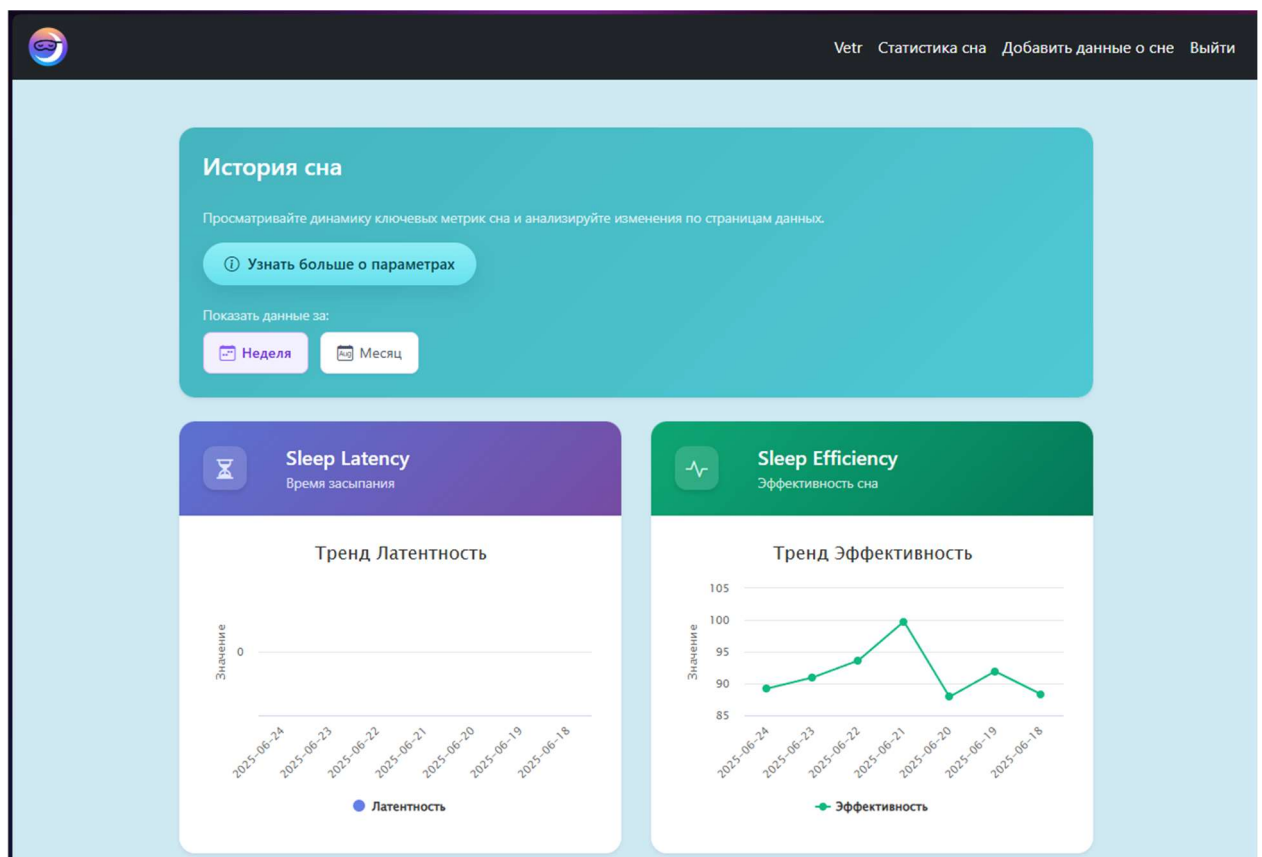 Vetr Статистика сна Добавить данные о сне Выйти
История сна
Просматривайте динамику ключевых метрик сна и анализируйте изменения по страницам данных.
Узнать больше о параметрах
Показать данные за:
Неделя
Aug Месяц
Sleep Latency
Время засыпания
Тренд Латентность
Значение
0
2025-06-24
2025-06-23
2025-06-22
2025-06-21
2025-06-20
2025-06-19
2025-06-18
Латентность
Sleep Efficiency
Эффективность сна
Тренд Эффективность
Значение
105
100
95
90
85
2025-06-24
2025-06-23
2025-06-22
2025-06-21
2025-06-20
2025-06-19
2025-06-18
Эффективность